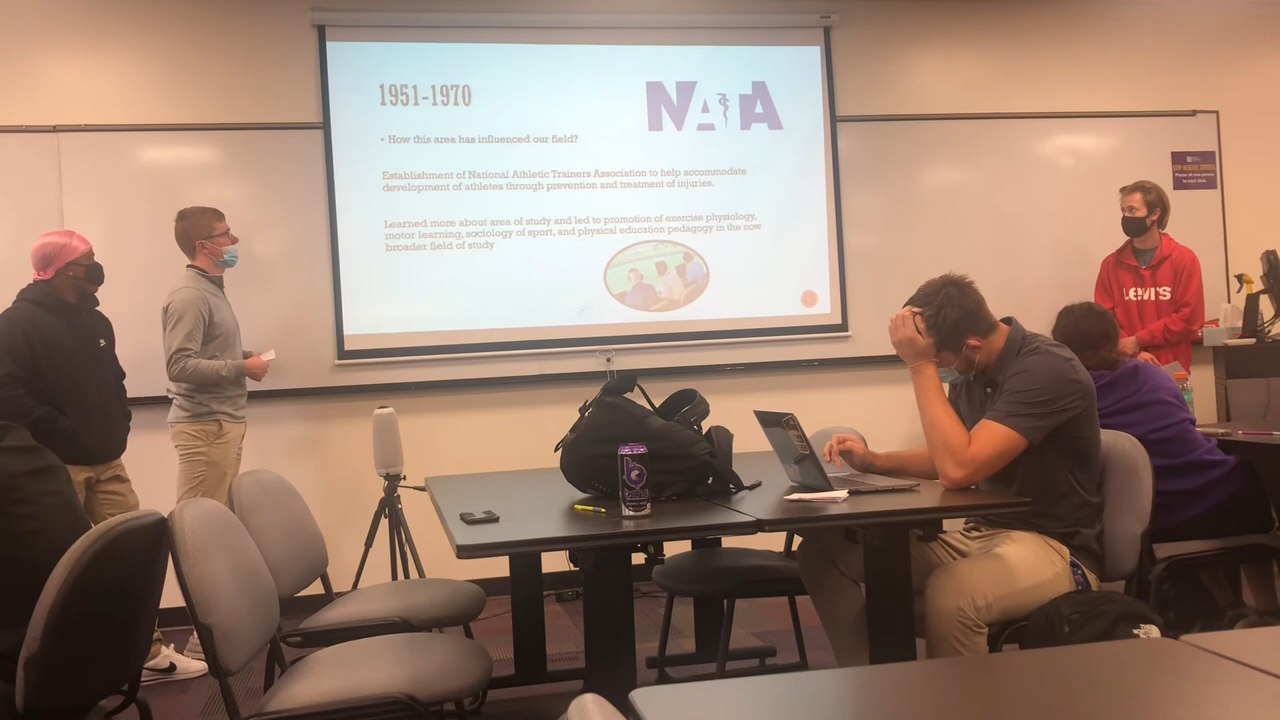 1951-1970
NATA
• How this area has influenced our field?
Establishment of National Athletic Trainers Association to help accommodate
development of athletes through prevention and treatment of injuries.
Learned more about area of study and led to promotion of exercise physiology,
motor learning, sociology of sport, and physical education pedagogy in the now
broader field of study
Levi's